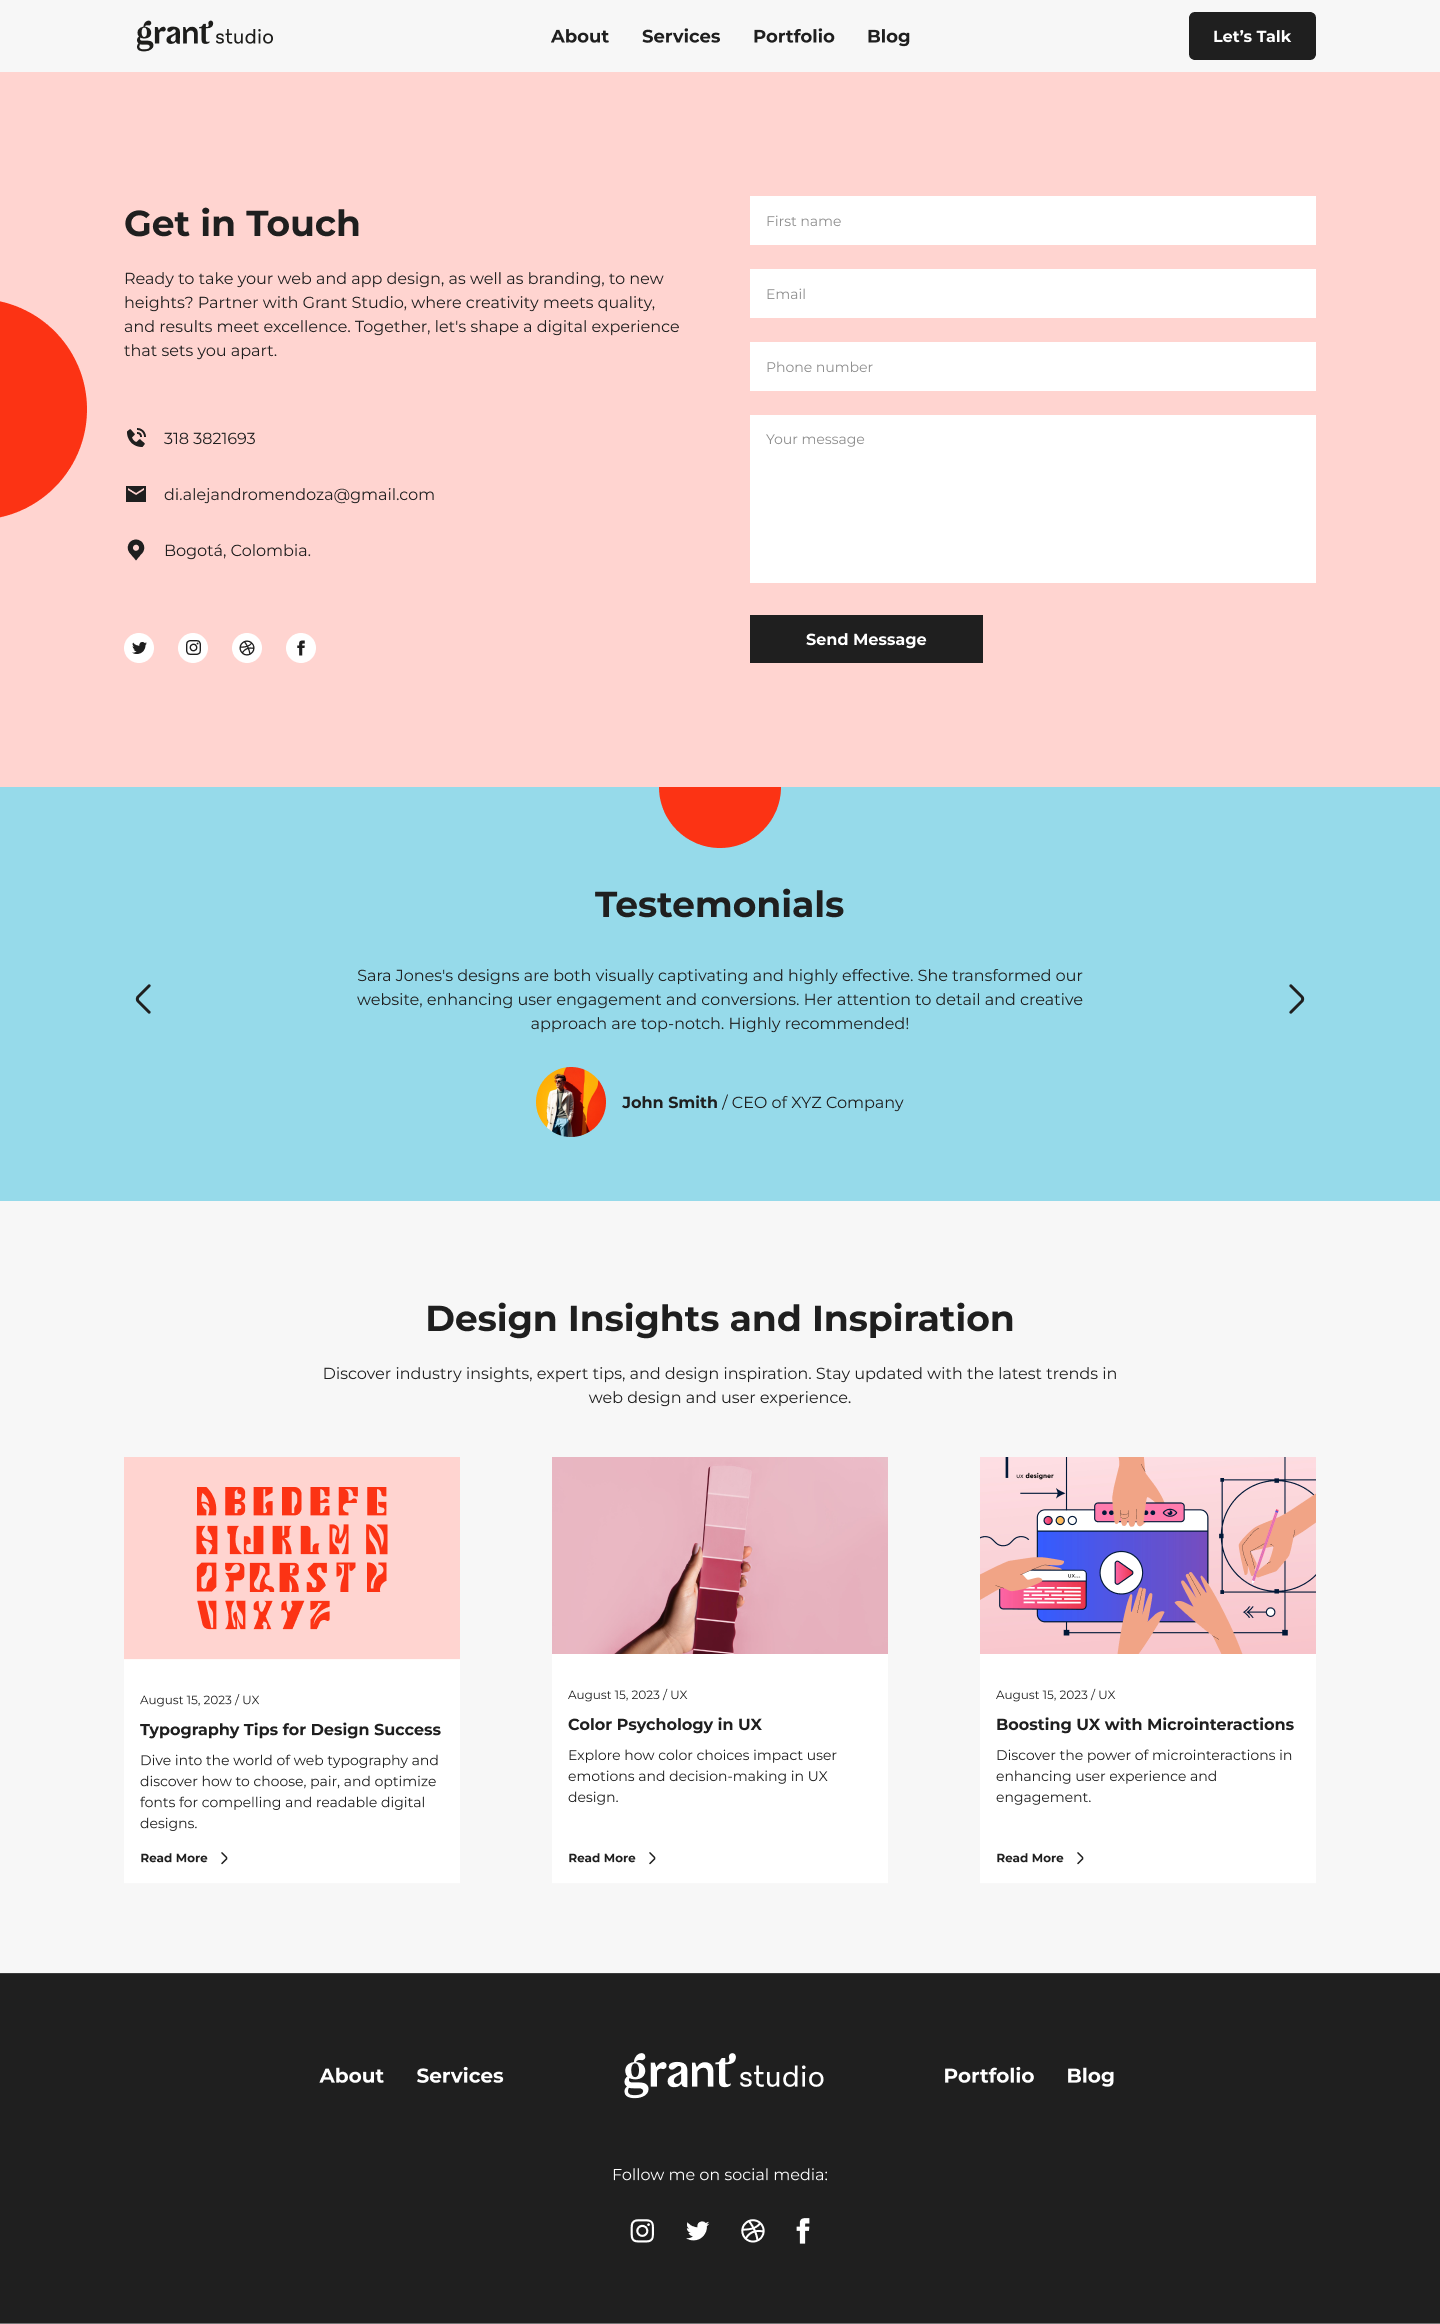 grant studio
About Services Portfolio Blog
Let’s Talk
Get in Touch
Ready to take your web and app design, as well as branding, to new
heights? Partner with Grant Studio, where creativity meets quality,
and results meet excellence. Together, let's shape a digital experience
that sets you apart.
318 3821693
di.alejandromendoza@gmail.com
Bogotá, Colombia.
First name
Email
Phone number
Your message
Send Message
Testemonials
Sara Jones's designs are both visually captivating and highly effective. She transformed our
website, enhancing user engagement and conversions. Her attention to detail and creative
approach are top-notch. Highly recommended!
John Smith / CEO of XYZ Company
Design Insights and Inspiration
Discover industry insights, expert tips, and design inspiration. Stay updated with the latest trends in
web design and user experience.
ABCDEFG
HIJKLMN
OPQRSTU
VWXYZ
August 15, 2023 / UX
Typography Tips for Design Success
Dive into the world of web typography and
discover how to choose, pair, and optimize
fonts for compelling and readable digital
designs.
Read More
August 15, 2023 / UX
Color Psychology in UX
Explore how color choices impact user
emotions and decision-making in UX
design.
Read More
ux designer
UX...
August 15, 2023 / UX
Boosting UX with Microinteractions
Discover the power of microinteractions in
enhancing user experience and
engagement.
Read More
About Services
grant studio
Portfolio Blog
Follow me on social media: